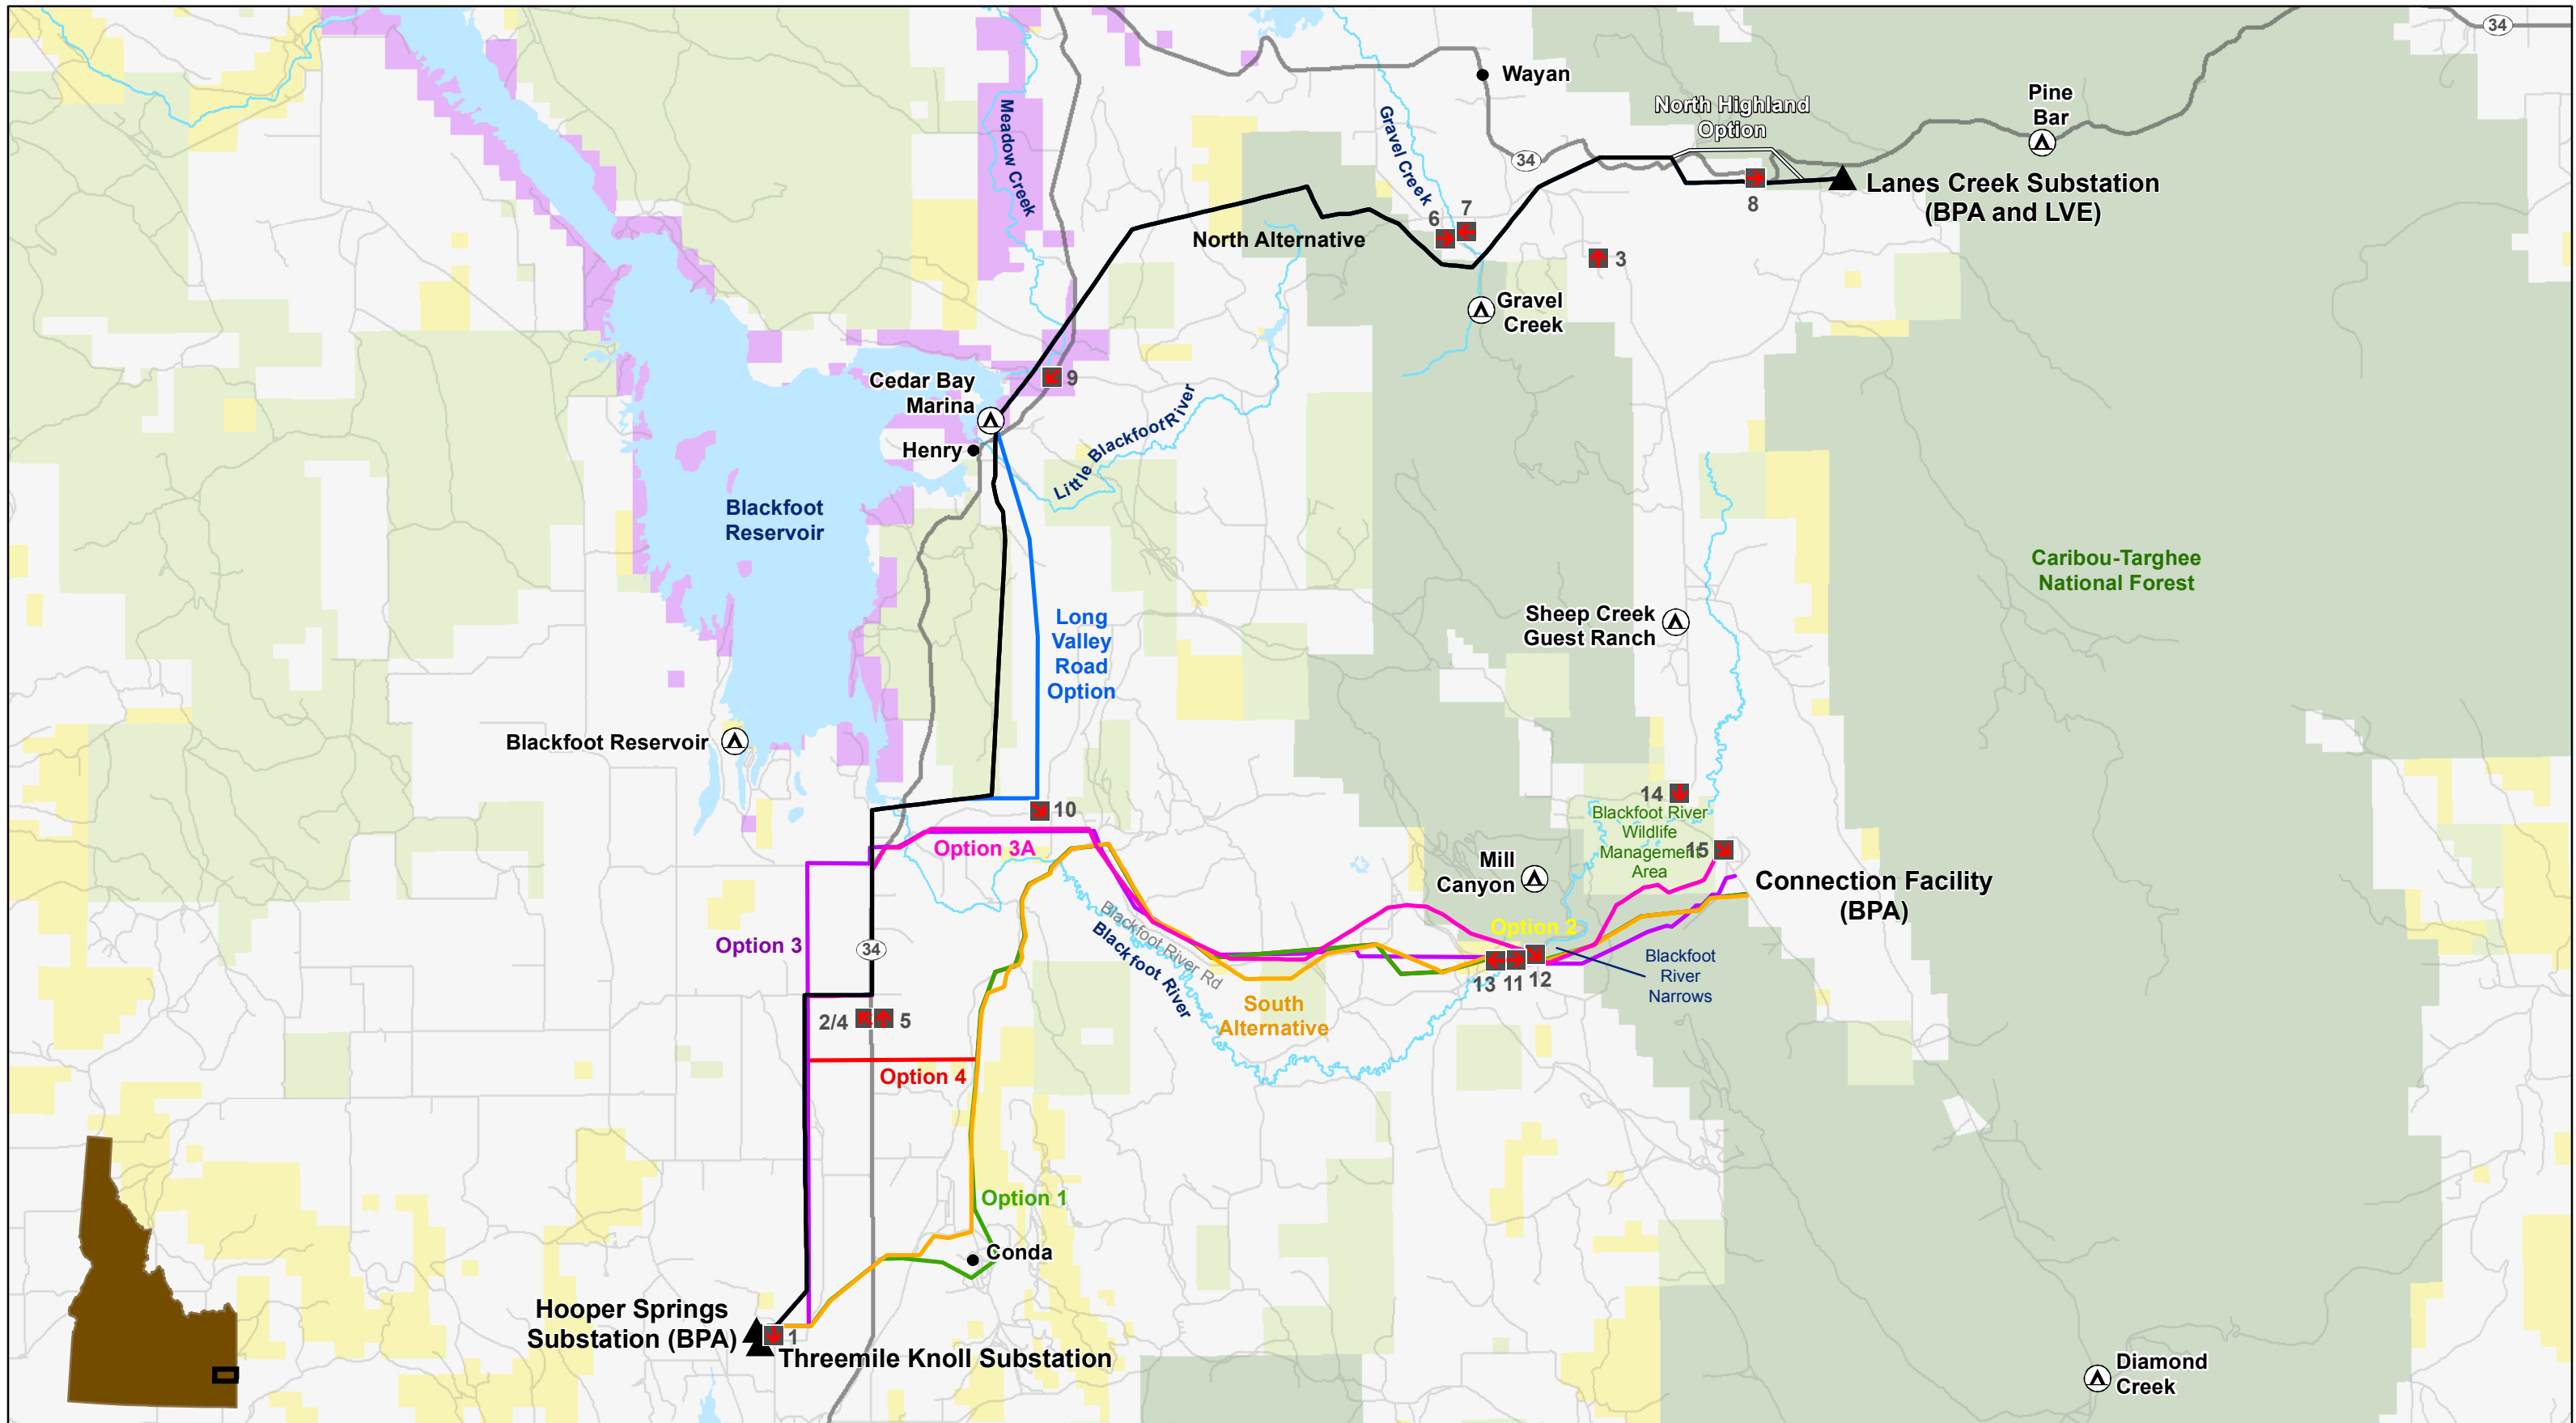 34
Wayan
Pine
Bar
North Highland
Option
Meadow Creek
Gravel Creek
34
Lanes Creek Substation
(BPA and LVE)
8
6
7
North Alternative
3
Gravel
Creek
Cedar Bay
Marina
9
Henry
Little Blackfoot River
Blackfoot
Reservoir
Caribou-Targhee
National Forest
Long
Valley
Road
Option
Sheep Creek
Guest Ranch
Blackfoot Reservoir
10
14
Blackfoot River
Wildlife
Management
Area
15
Option 3A
Mill
Canyon
Connection Facility
(BPA)
Option 3
34
Blackfoot River Rd
Blackfoot River
Option 2
Blackfoot
River
Narrows
13
11
12
South
Alternative
2/4
5
Option 4
Option 1
Conda
Hooper Springs
Substation (BPA)
1
Threemile Knoll Substation
Diamond
Creek